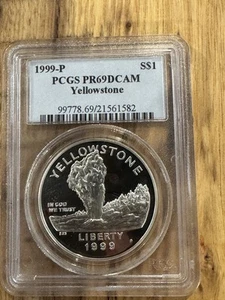 1999-P S$1
PCGS PR69DCAM
Yellowstone
99778.69/21561582
YELLOWSTONE
IN GOD
WE TRUST
LIBERTY
1999